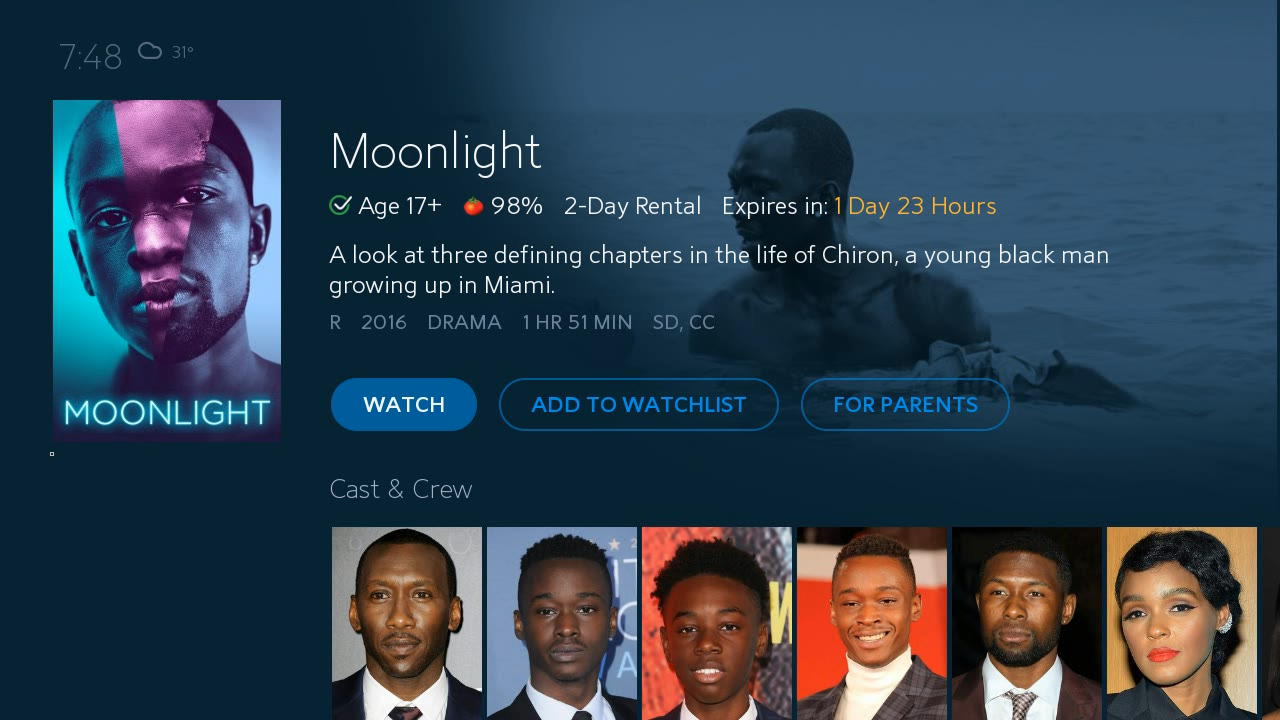 7:48 31°
Moonlight
Age 17+ 98% 2-Day Rental Expires in: 1 Day 23 Hours
A look at three defining chapters in the life of Chiron, a young black man
growing up in Miami.
R 2016 DRAMA 1 HR 51 MIN SD, CC
MOONLIGHT
WATCH ADD TO WATCHLIST FOR PARENTS
Cast & Crew